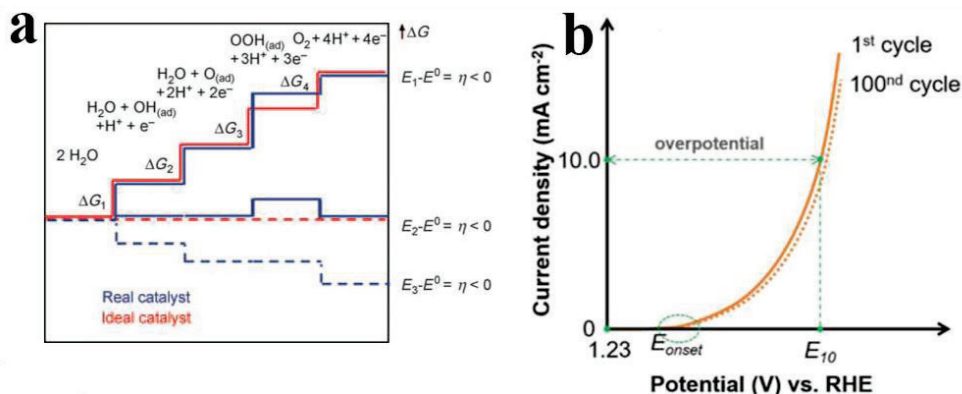 a
ΔG
OOH(ad) O₂ + 4H⁺ + 4e⁻
+3H⁺ + 3e⁻
H₂O + O(ad)
+2H⁺ + 2e⁻
H₂O + OH(ad)
+H⁺ + e⁻
2 H₂O
ΔG₁
ΔG₂
ΔG₃
ΔG₄
E₁-E⁰ = η < 0
E₂-E⁰ = η < 0
E₃-E⁰ = η < 0
Real catalyst
Ideal catalyst
b
1ˢᵗ cycle
100ⁿᵈ cycle
Current density (mA cm⁻²)
10.0
overpotential
0
1.23
Eonset
E₁₀
Potential (V) vs. RHE